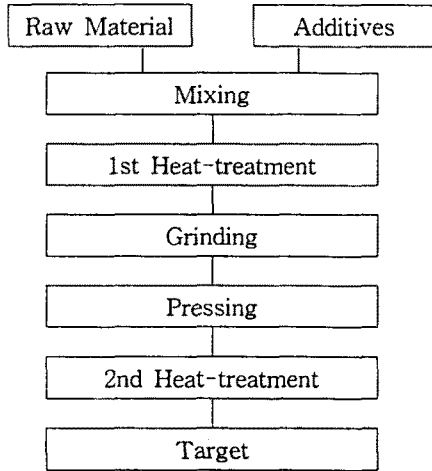 Raw Material
Additives
Mixing
1st Heat-treatment
Grinding
Pressing
2nd Heat-treatment
Target